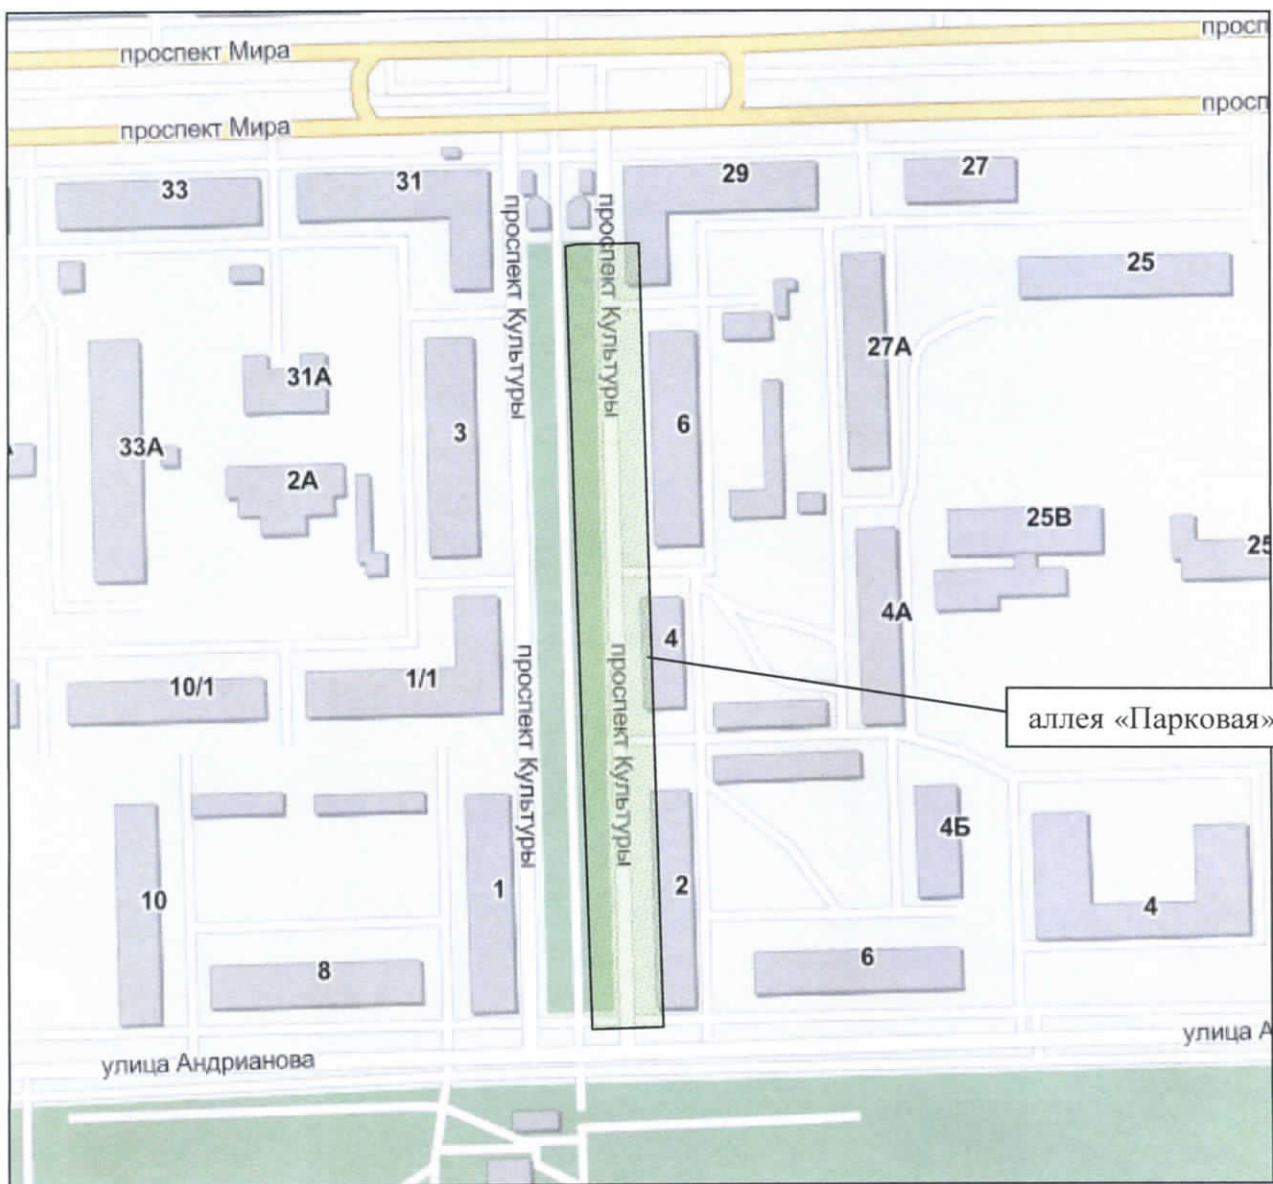 просп
проспект Мира
просп
проспект Мира
33
31
29
27
проспект Культуры
проспект Культуры
25
27А
31А
3
6
33А
2А
25В
25
4А
4
10/1
1/1
проспект Культуры
проспект Культуры
аллея «Парковая»
4Б
10
1
2
4
8
6
улица А
улица Андрианова